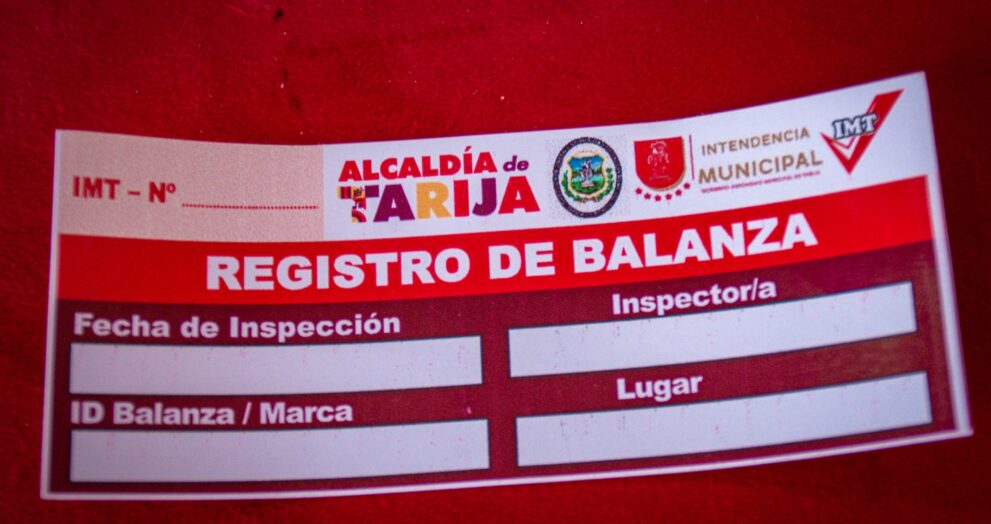 IMT - Nº ........................
ALCALDÍA de
TARIJA
INTENDENCIA
MUNICIPAL
IMT
REGISTRO DE BALANZA
Fecha de Inspección
Inspector/a
ID Balanza / Marca
Lugar